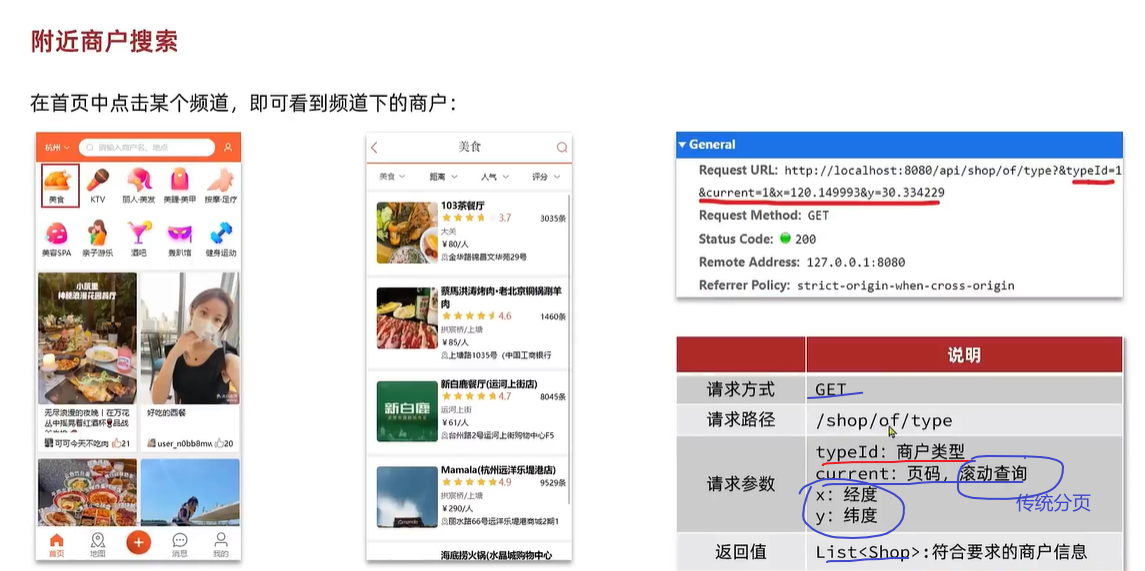 附近商户搜索
在首页中点击某个频道，即可看到频道下的商户：
杭州
请输入商户名、地点
美食
KTV
丽人·美发
美睫·美甲
按摩·足疗
美容SPA
亲子游乐
酒吧
轰趴馆
健身运动
小筑里
神秘浪漫花园餐厅
无尽浪漫的夜晚丨在万花
丛中摇晃着红酒杯🍷品战
可可今天不吃肉
21
好吃的西餐
user_n0bb8mw
20
首页
地图
消息
我的
美食
美食
距离
人气
评分
103茶餐厅
3.7
3035条
大关
￥80/人
金华路锦昌文华苑29号
蔡馬洪涛烤肉·老北京铜锅涮羊
肉
4.6
1460条
拱宸桥/上塘
￥85/人
上塘路1035号（中国工商银行
新白鹿
新白鹿餐厅(运河上街店)
4.7
8045条
运河上街
￥61/人
台州路2号运河上街购物中心F5
Mamala(杭州远洋乐堤港店)
4.9
9529条
拱宸桥/上塘
￥290/人
丽水路66号远洋乐堤港商城2期1
海底捞火锅(水晶城购物中心
General
Request URL: http://localhost:8080/api/shop/of/type?&typeId=1
&current=1&x=120.149993&y=30.334229
Request Method: GET
Status Code: 200
Remote Address: 127.0.0.1:8080
Referrer Policy: strict-origin-when-cross-origin
说明
请求方式
GET
请求路径
/shop/of/type
请求参数
typeId：商户类型
current：页码，滚动查询
x：经度
y：纬度
传统分页
返回值
List<Shop>:符合要求的商户信息